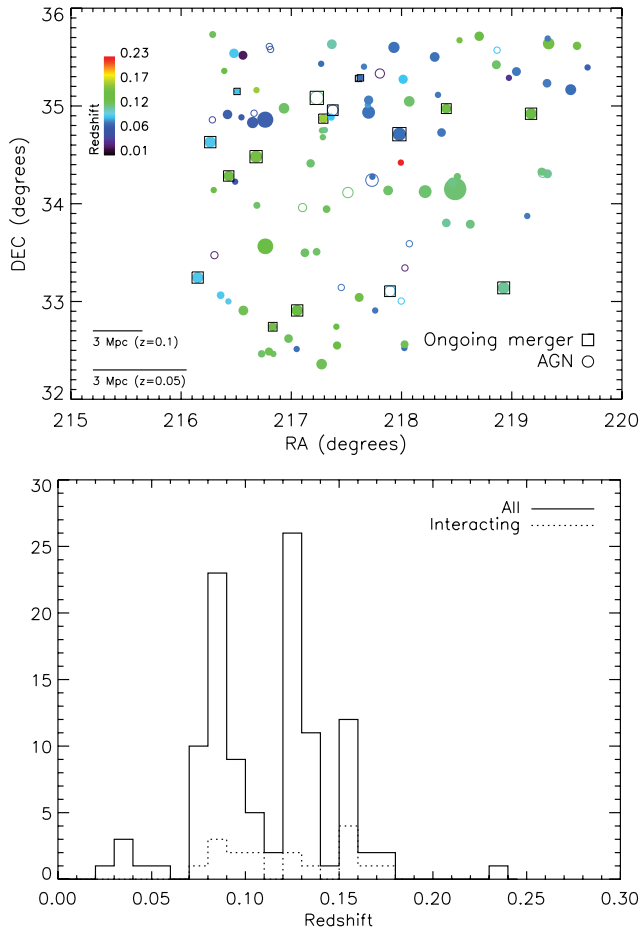 36
35
34
33
32
DEC (degrees)
0.23
0.17
0.12
0.06
0.01
Redshift
3 Mpc (z=0.1)
3 Mpc (z=0.05)
Ongoing merger
AGN
215 216 217 218 219 220
RA (degrees)
30
25
20
15
10
5
0
All
Interacting
0.00 0.05 0.10 0.15 0.20 0.25 0.30
Redshift